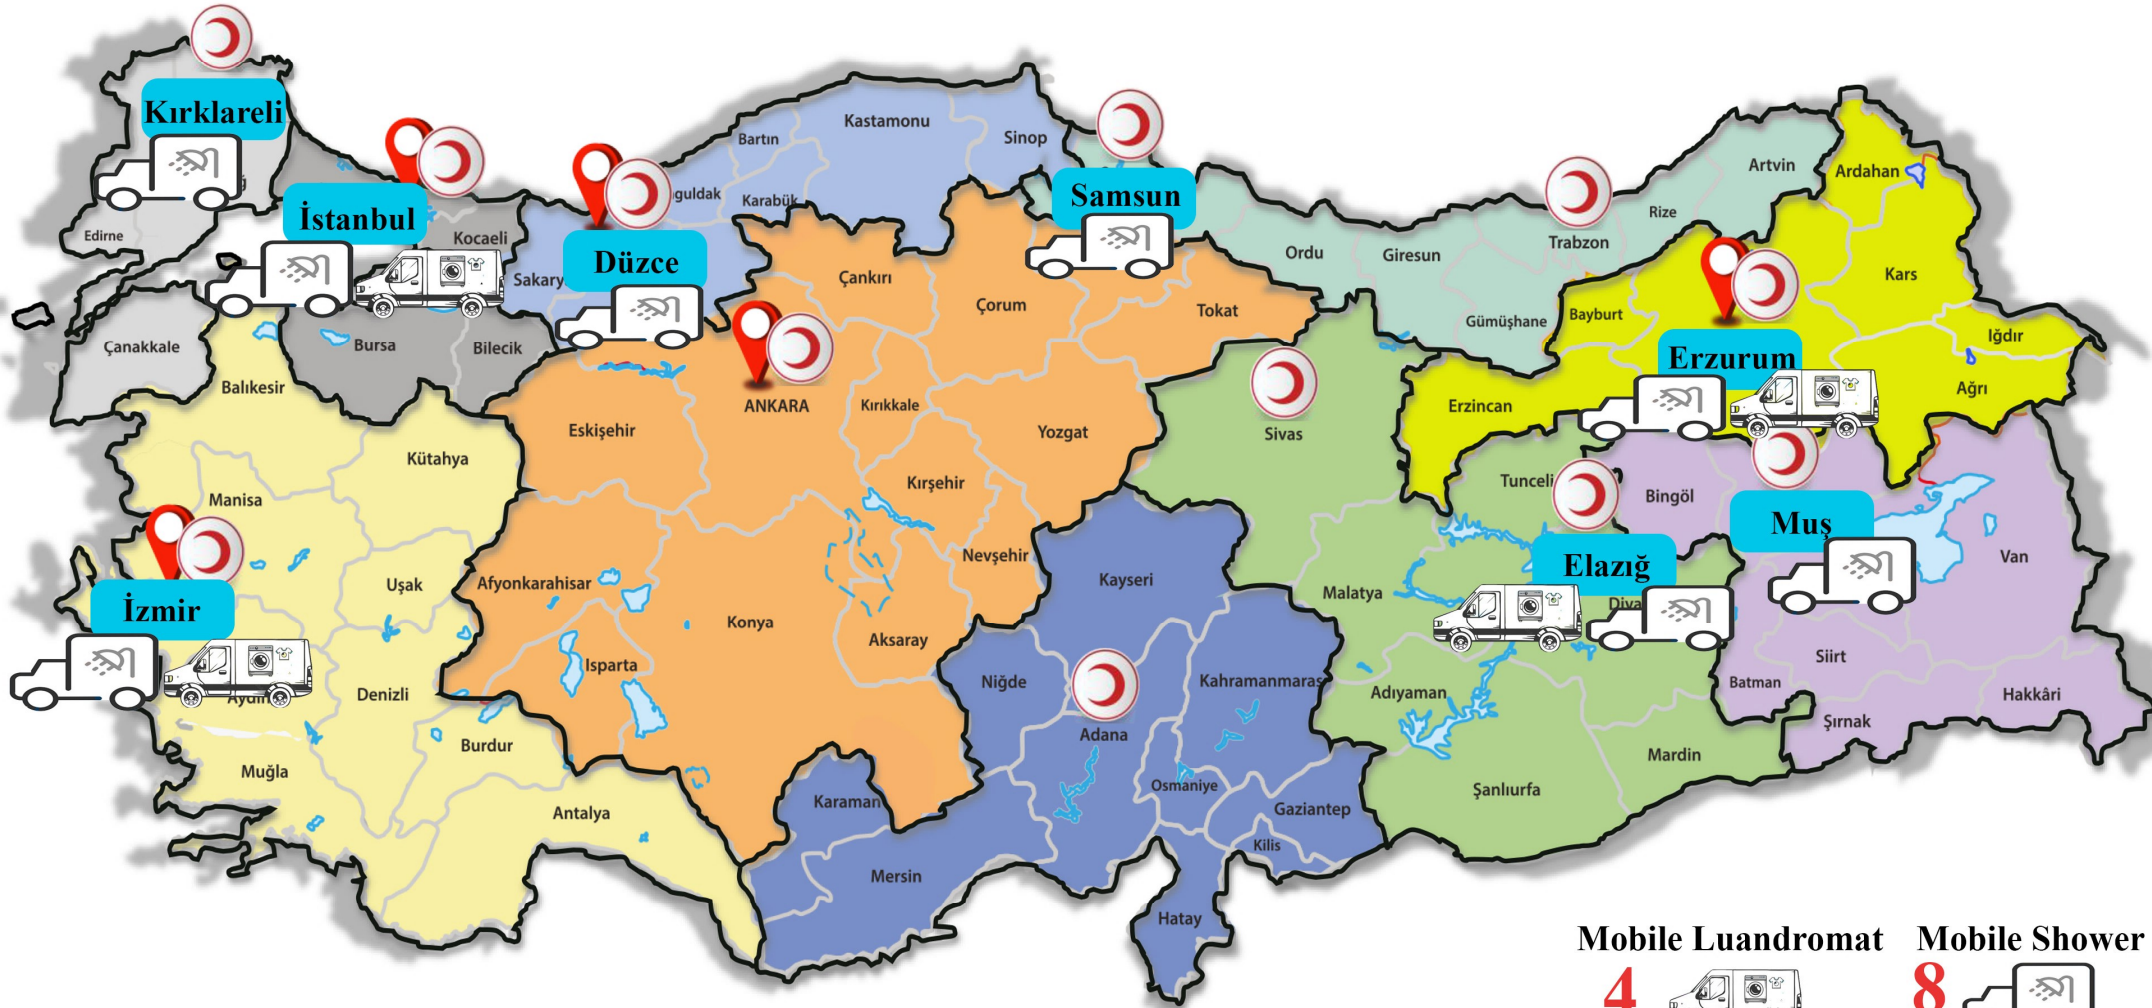 Kırklareli
Edirne
İstanbul
Kocaeli
Çanakkale
Bursa
Bilecik
Balıkesir
Sakary
Düzce
guldak
Bartın
Karabük
Kastamonu
Sinop
Samsun
Ordu
Giresun
Trabzon
Gümüşhane
Rize
Artvin
Ardahan
Kars
Iğdır
Ağrı
Bayburt
Erzurum
Erzincan
Çankırı
Çorum
Tokat
ANKARA
Kırıkkale
Eskişehir
Yozgat
Kırşehir
Nevşehir
Sivas
Kütahya
Manisa
Uşak
Afyonkarahisar
İzmir
Aydın
Denizli
Muğla
Burdur
Antalya
Isparta
Konya
Aksaray
Kayseri
Niğde
Kahramanmaraş
Adana
Karaman
Mersin
Osmaniye
Gaziantep
Kilis
Hatay
Tunceli
Bingöl
Muş
Van
Malatya
Elazığ
Diya
Adıyaman
Şanlıurfa
Mardin
Batman
Siirt
Şırnak
Hakkâri
Mobile Luandromat
4
Mobile Shower
8